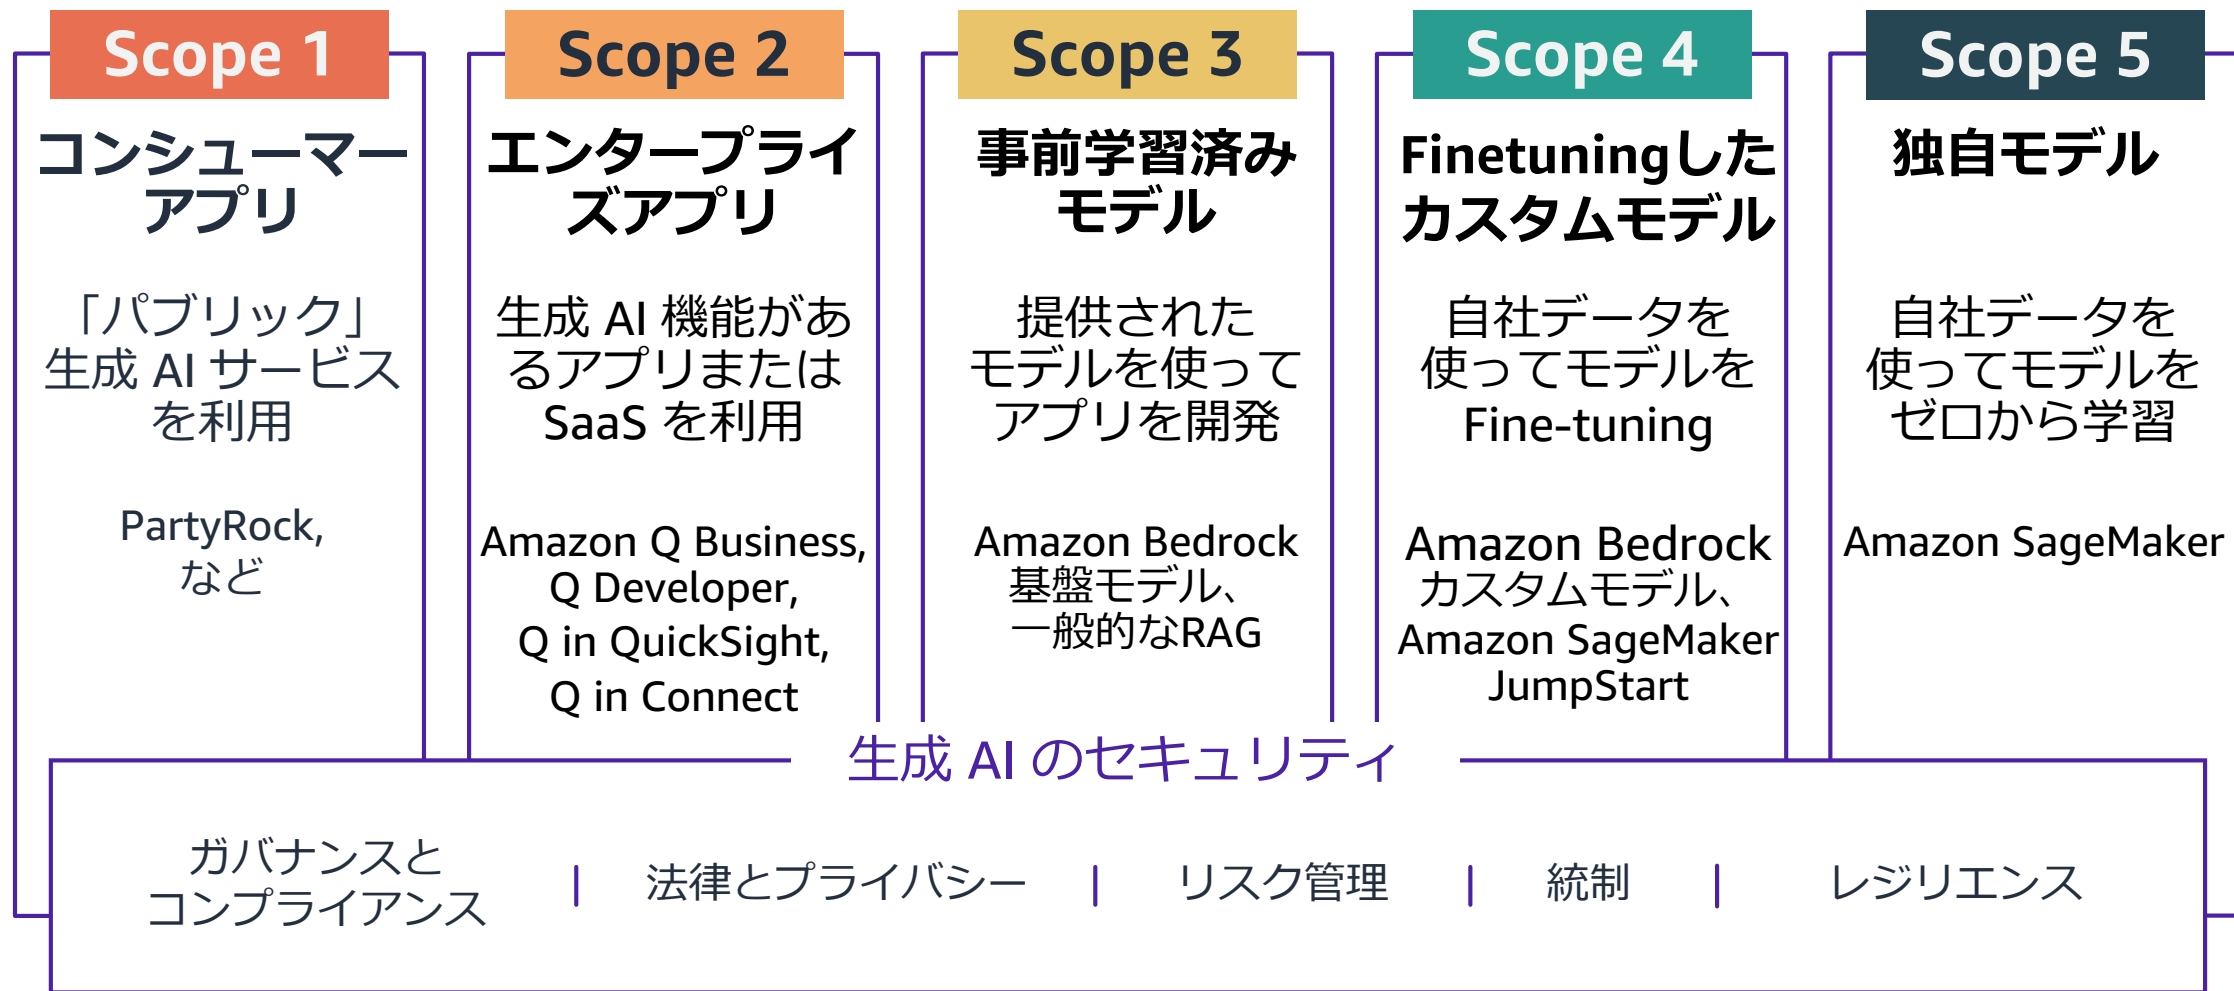 Scope 1
コンシューマー
アプリ
「パブリック」
生成 AI サービス
を利用
PartyRock,
など
Scope 2
エンタープライ
ズアプリ
生成 AI 機能があ
るアプリまたは
SaaS を利用
Amazon Q Business,
Q Developer,
Q in QuickSight,
Q in Connect
Scope 3
事前学習済み
モデル
提供された
モデルを使って
アプリを開発
Amazon Bedrock
基盤モデル、
一般的なRAG
Scope 4
Finetuningした
カスタムモデル
自社データを
使ってモデルを
Fine-tuning
Amazon Bedrock
カスタムモデル、
Amazon SageMaker
JumpStart
Scope 5
独自モデル
自社データを
使ってモデルを
ゼロから学習
Amazon SageMaker
生成 AI のセキュリティ
ガバナンスと
コンプライアンス
法律とプライバシー
リスク管理
統制
レジリエンス